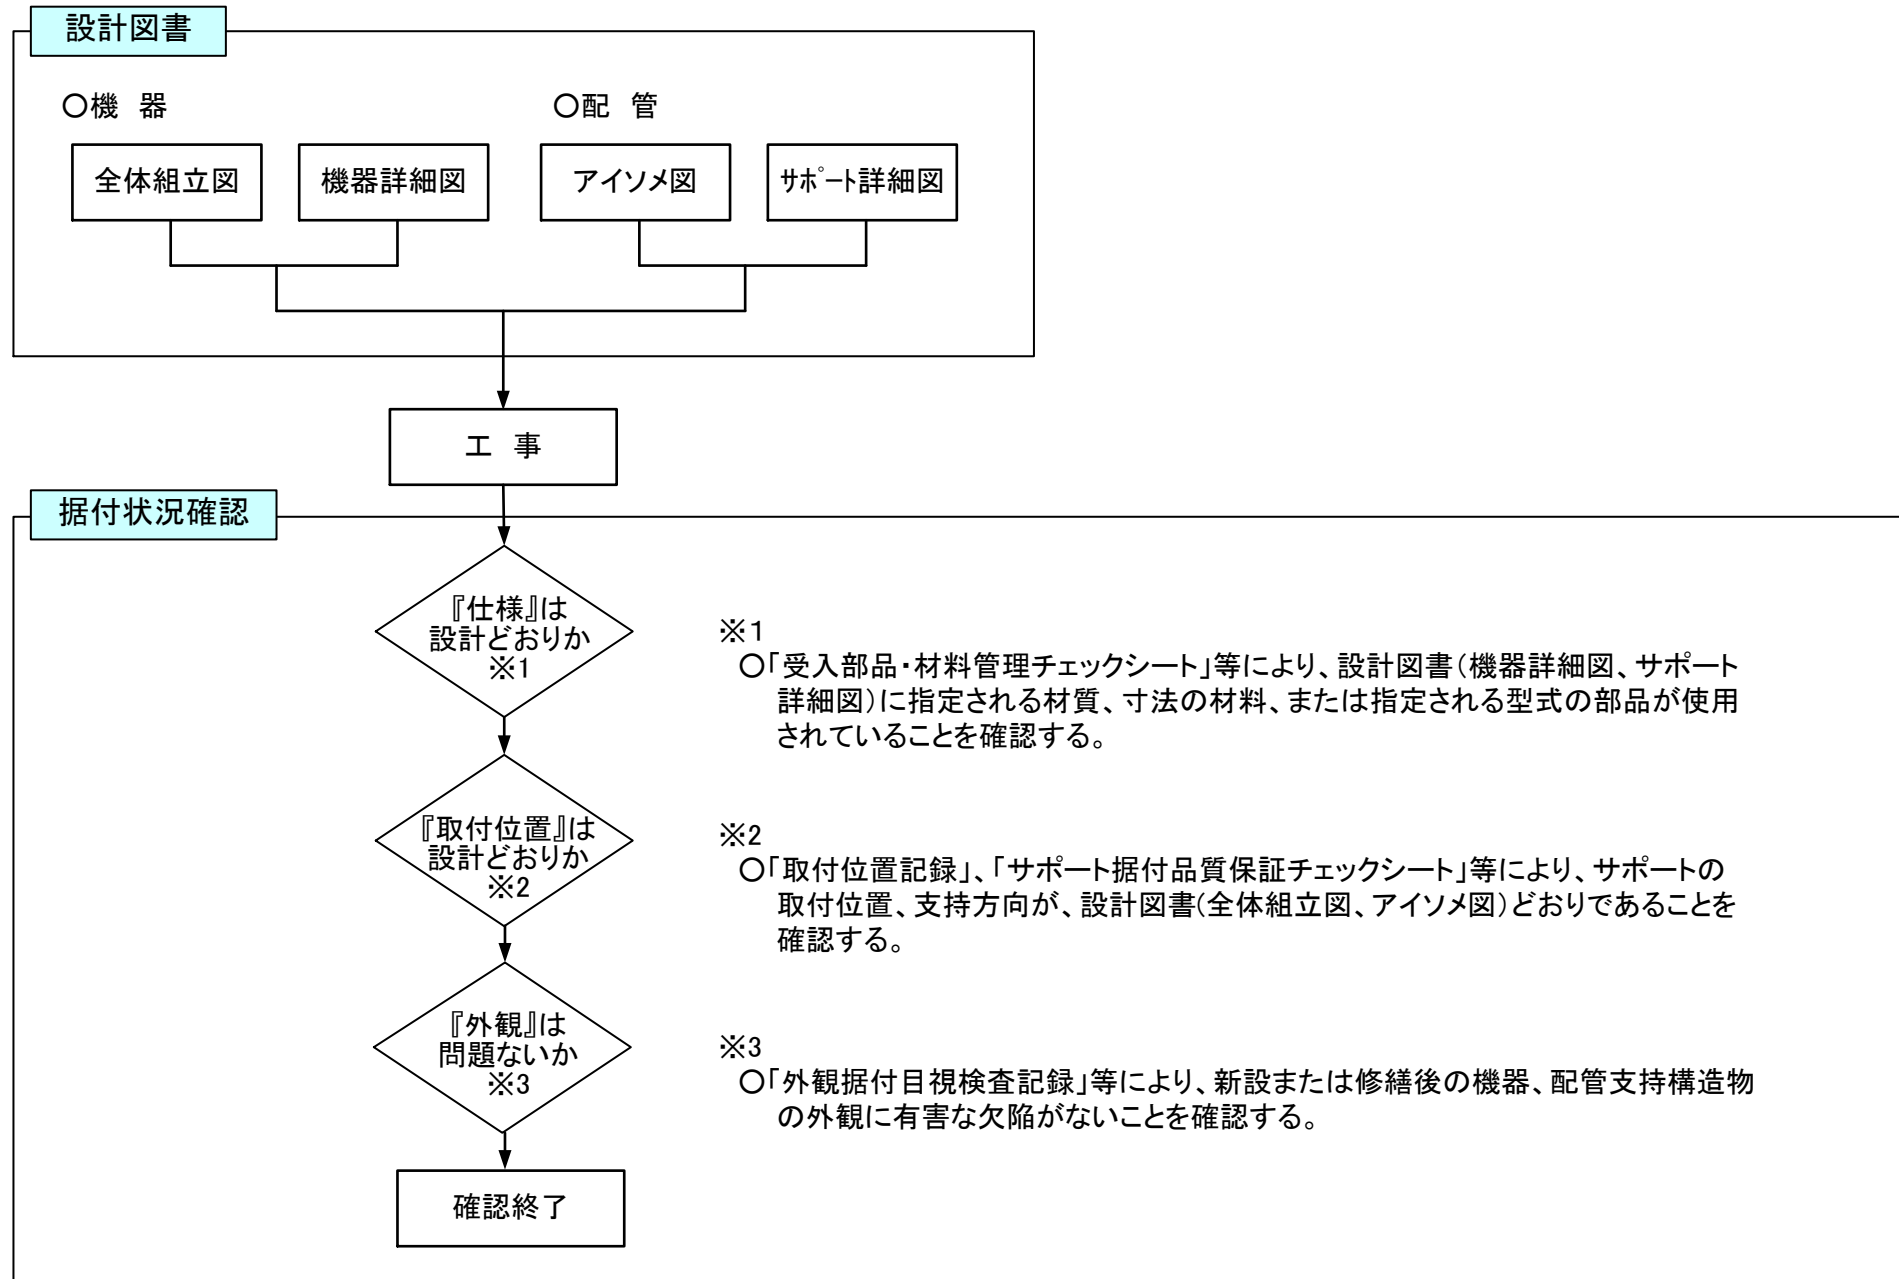 設計図書
〇機　器
〇配　管
全体組立図
機器詳細図
アイソメ図
ｻﾎﾟｰﾄ詳細図
工　事
据付状況確認
『仕様』は
設計どおりか
※1
※１
〇「受入部品・材料管理チェックシート」等により、設計図書（機器詳細図、サポート
詳細図）に指定される材質、寸法の材料、または指定される型式の部品が使用
されていることを確認する。
『取付位置』は
設計どおりか
※2
※2
〇「取付位置記録」、「サポート据付品質保証チェックシート」等により、サポートの
取付位置、支持方向が、設計図書（全体組立図、アイソメ図）どおりであることを
確認する。
『外観』は
問題ないか
※3
※3
〇「外観据付目視検査記録」等により、新設または修繕後の機器、配管支持構造物
の外観に有害な欠陥がないことを確認する。
確認終了